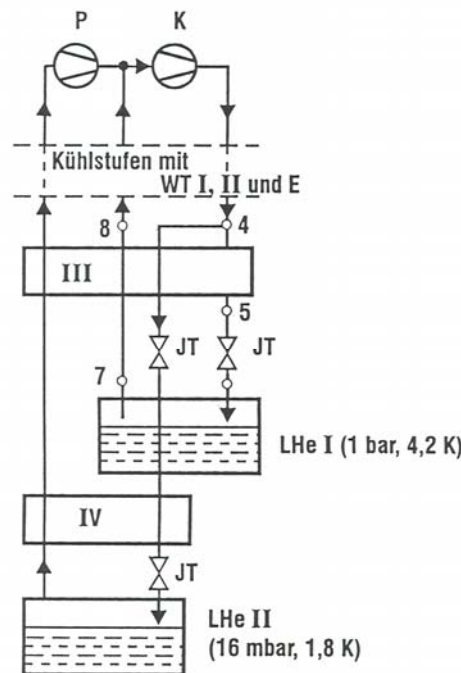 P K
Kühlstufen mit
WT I, II und E
8 4
III
5
JT JT
7
LHe I (1 bar, 4,2 K)
IV
JT
LHe II
(16 mbar, 1,8 K)